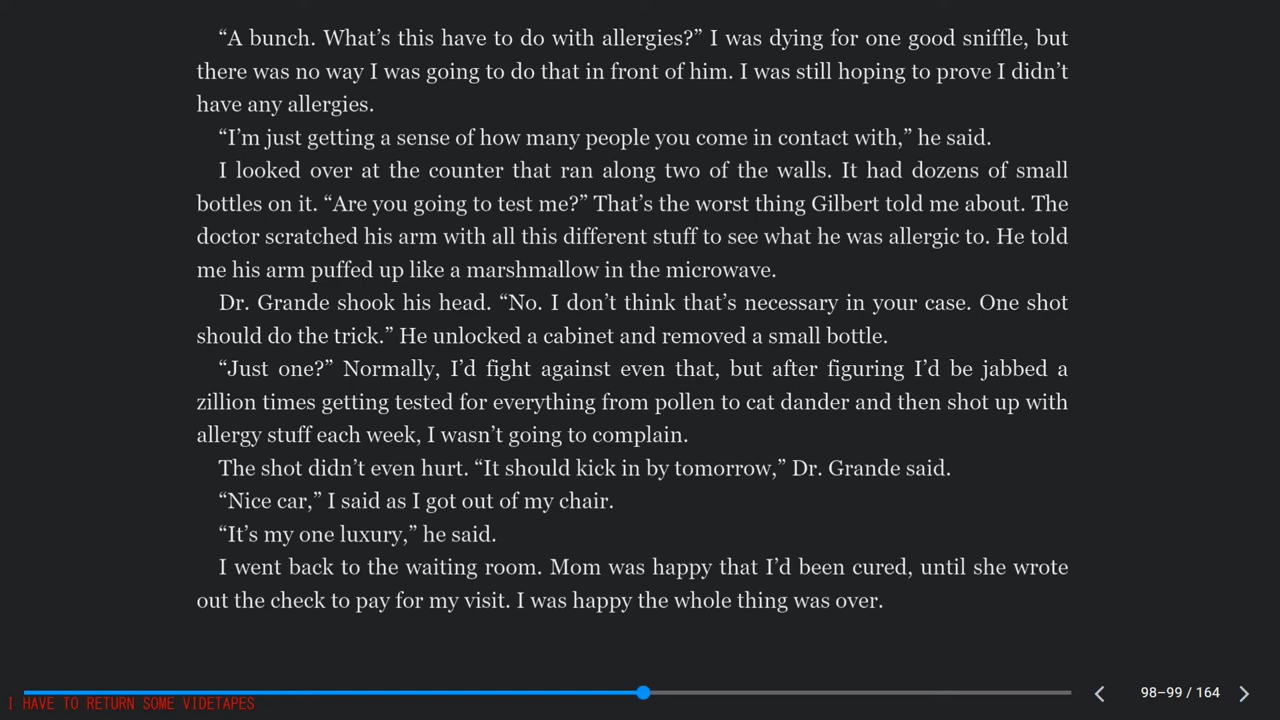 “A bunch. What’s this have to do with allergies?” I was dying for one good sniffle, but
there was no way I was going to do that in front of him. I was still hoping to prove I didn’t
have any allergies.
“I’m just getting a sense of how many people you come in contact with,” he said.
I looked over at the counter that ran along two of the walls. It had dozens of small
bottles on it. “Are you going to test me?” That’s the worst thing Gilbert told me about. The
doctor scratched his arm with all this different stuff to see what he was allergic to. He told
me his arm puffed up like a marshmallow in the microwave.
Dr. Grande shook his head. “No. I don’t think that’s necessary in your case. One shot
should do the trick.” He unlocked a cabinet and removed a small bottle.
“Just one?” Normally, I’d fight against even that, but after figuring I’d be jabbed a
zillion times getting tested for everything from pollen to cat dander and then shot up with
allergy stuff each week, I wasn’t going to complain.
The shot didn’t even hurt. “It should kick in by tomorrow,” Dr. Grande said.
“Nice car,” I said as I got out of my chair.
“It’s my one luxury,” he said.
I went back to the waiting room. Mom was happy that I’d been cured, until she wrote
out the check to pay for my visit. I was happy the whole thing was over.
98–99 / 164
I HAVE TO RETURN SOME VIDETAPES